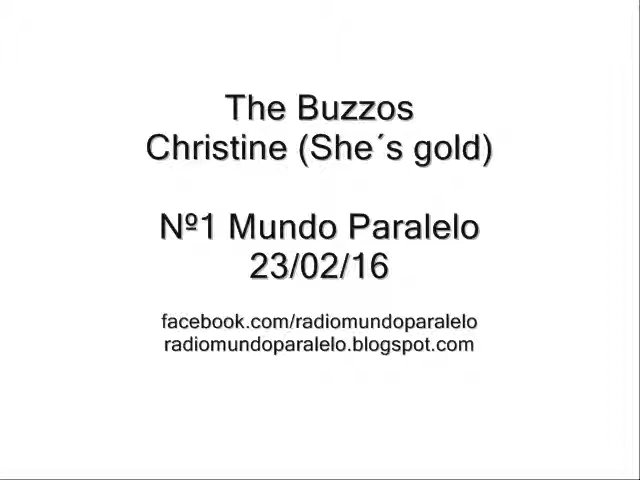 The Buzzos
Christine (She´s gold)
Nº1 Mundo Paralelo
23/02/16
facebook.com/radiomundoparalelo
radiomundoparalelo.blogspot.com